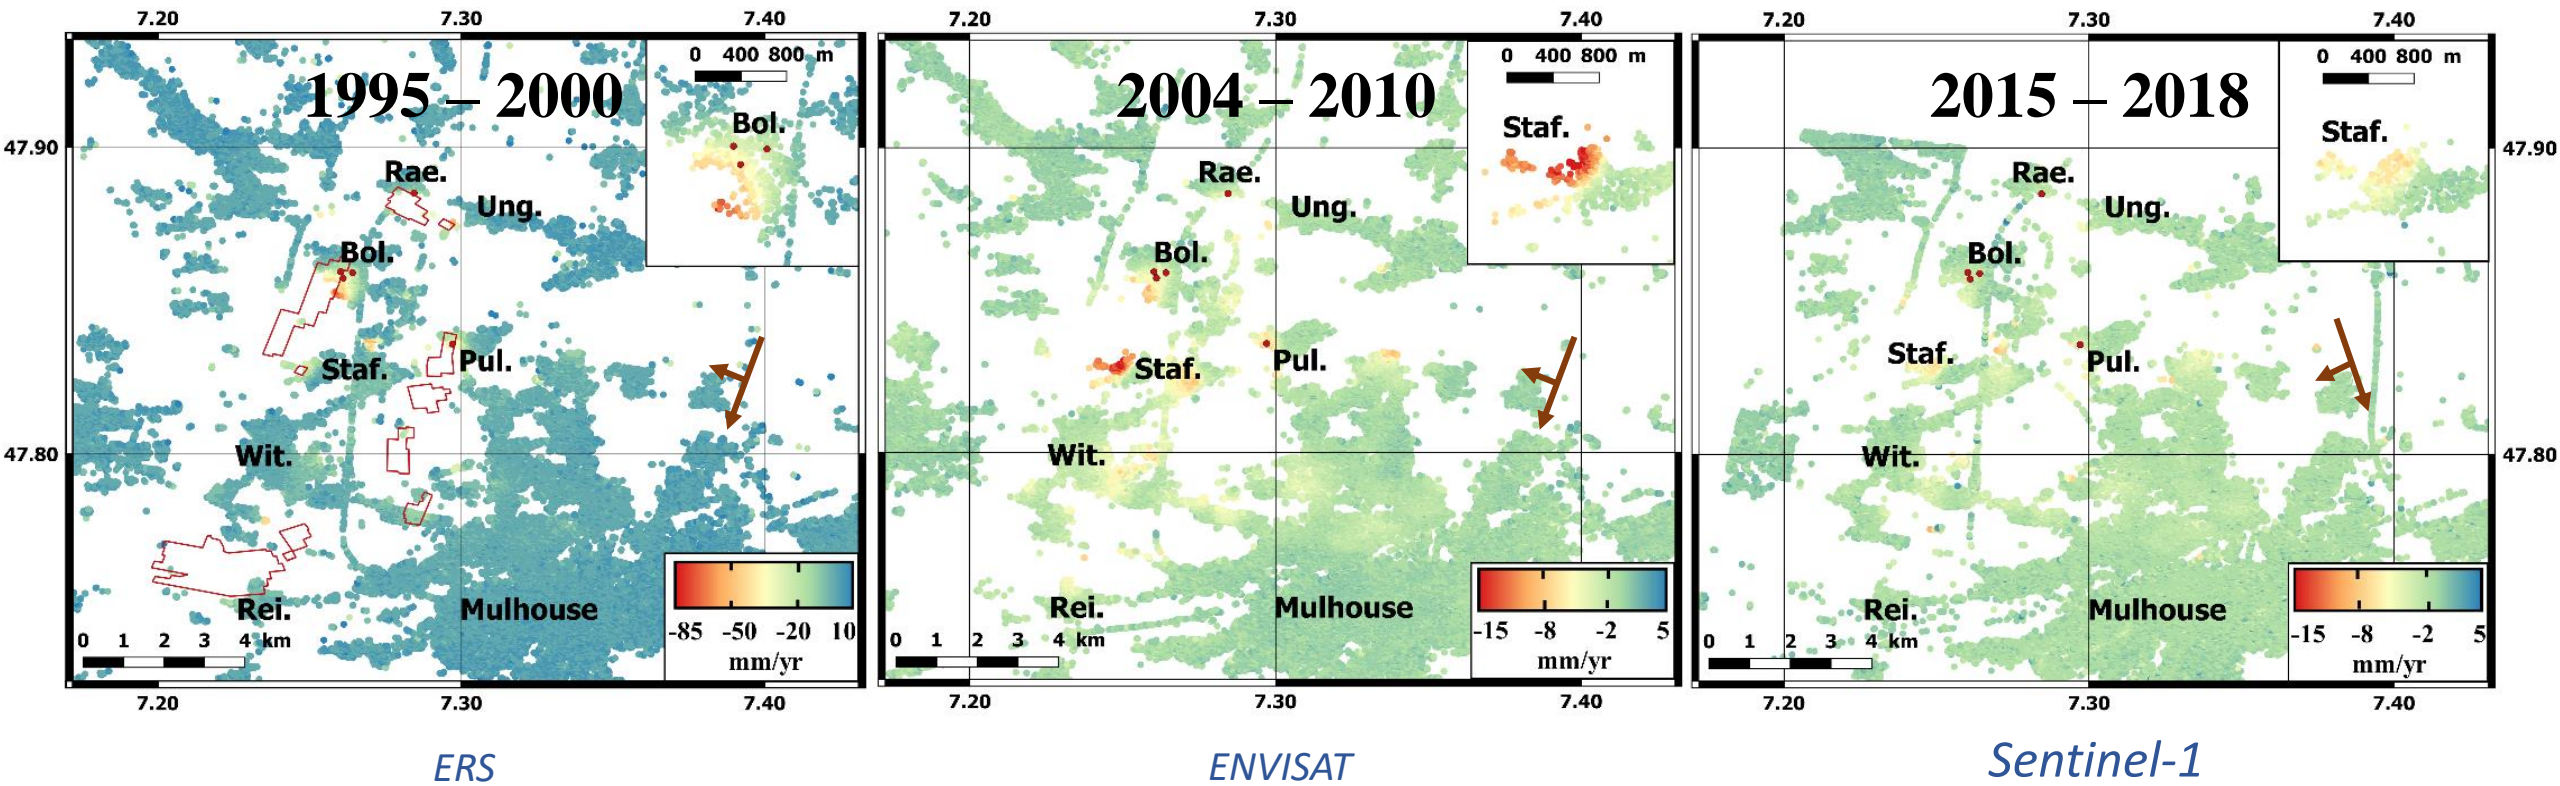 7.20 7.30 7.40 7.20 7.30 7.40 7.20 7.30 7.40
0 400 800 m 0 400 800 m 0 400 800 m
1995 – 2000 2004 – 2010 2015 – 2018
Bol. Staf. Staf.
47.90 47.90
Rae. Rae. Rae.
Ung. Ung. Ung.
Bol. Bol. Bol.
Staf. Pul. Staf. Pul. Staf. Pul.
Wit. Wit. Wit.
47.80 47.80
Rei. Mulhouse Rei. Mulhouse Rei. Mulhouse
-85 -50 -20 10 -15 -8 -2 5 -15 -8 -2 5
0 1 2 3 4 km 0 1 2 3 4 km 0 1 2 3 4 km
mm/yr mm/yr mm/yr
7.20 7.30 7.40 7.20 7.30 7.40 7.20 7.30 7.40
ERS ENVISAT Sentinel-1